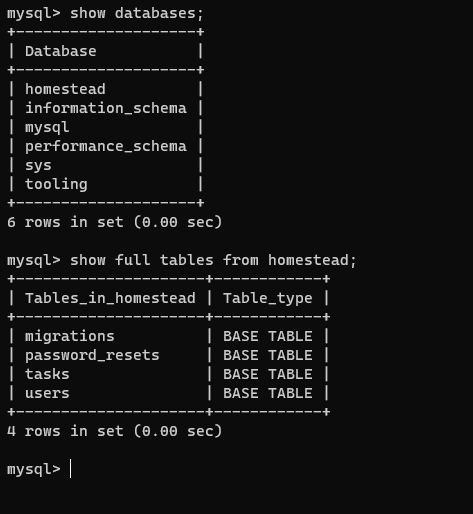 mysql> show databases;
+--------------------+
| Database           |
+--------------------+
| homestead          |
| information_schema |
| mysql              |
| performance_schema |
| sys                |
| tooling            |
+--------------------+
6 rows in set (0.00 sec)

mysql> show full tables from homestead;
+---------------------+------------+
| Tables_in_homestead | Table_type |
+---------------------+------------+
| migrations          | BASE TABLE |
| password_resets     | BASE TABLE |
| tasks               | BASE TABLE |
| users               | BASE TABLE |
+---------------------+------------+
4 rows in set (0.00 sec)

mysql>